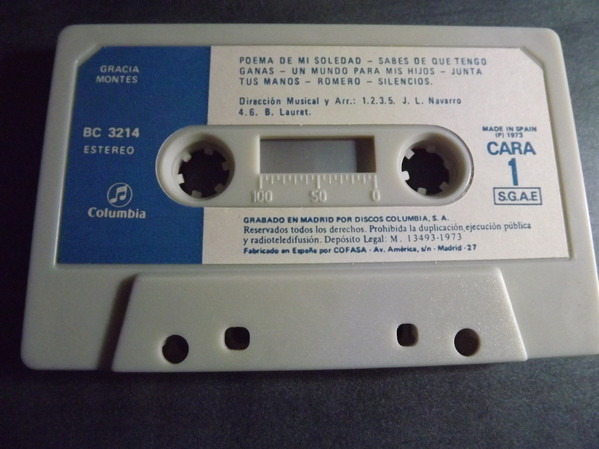 GRACIA
MONTES
POEMA DE MI SOLEDAD – SABES DE QUE TENGO
GANAS – UN MUNDO PARA MIS HIJOS – JUNTA
TUS MANOS – ROMERO – SILENCIOS.
Dirección Musical y Arr.: 1.2.3.5. J. L. Navarro
4.6. B. Lauret.
BC 3214
ESTEREO
MADE IN SPAIN
(P) 1973
CARA
1
S.G.A.E
100 50 0
Columbia
GRABADO EN MADRID POR DISCOS COLUMBIA, S. A.
Reservados todos los derechos. Prohibida la duplicación, ejecución pública
y radioteledifusión. Depósito Legal: M. 13493-1973
Fabricado en España por COFASA - Av. América, s/n - Madrid - 27